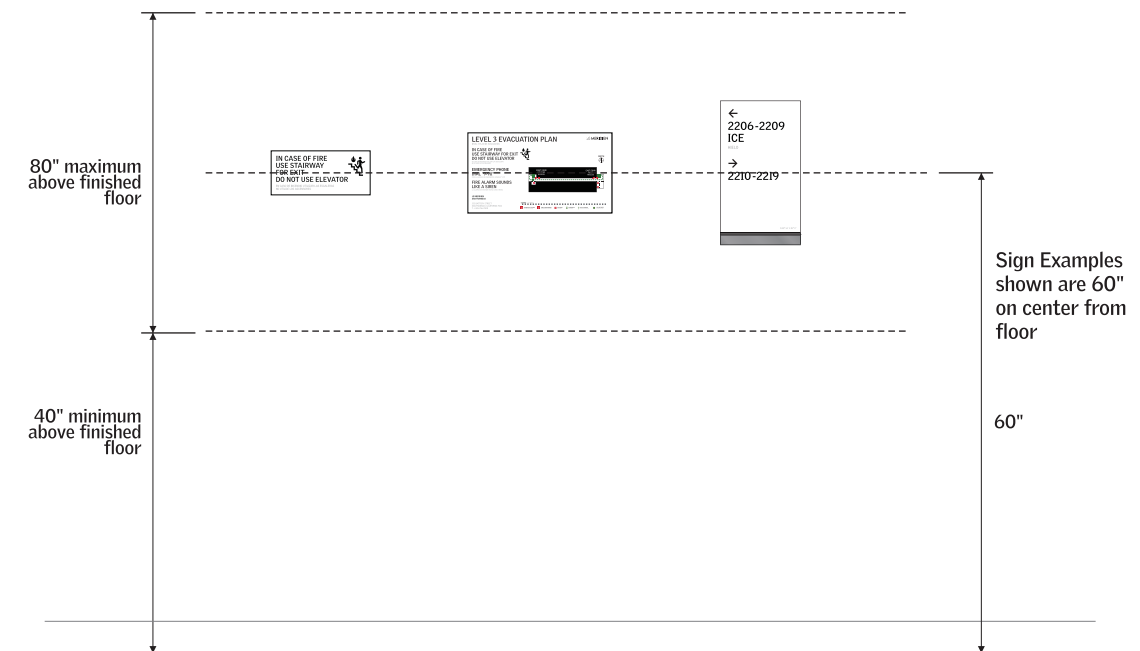 80" maximum
above finished
floor
IN CASE OF FIRE
USE STAIRWAY
FOR EXIT
DO NOT USE ELEVATOR
LEVEL 3 EVACUATION PLAN
IN CASE OF FIRE
USE STAIRWAY FOR EXIT
DO NOT USE ELEVATOR
EMERGENCY PHONE
FIRE ALARM SOUNDS
LIKE A SIREN
←
2206-2209
ICE
→
2210-2219
Sign Examples
shown are 60"
on center from
floor
40" minimum
above finished
floor
60"